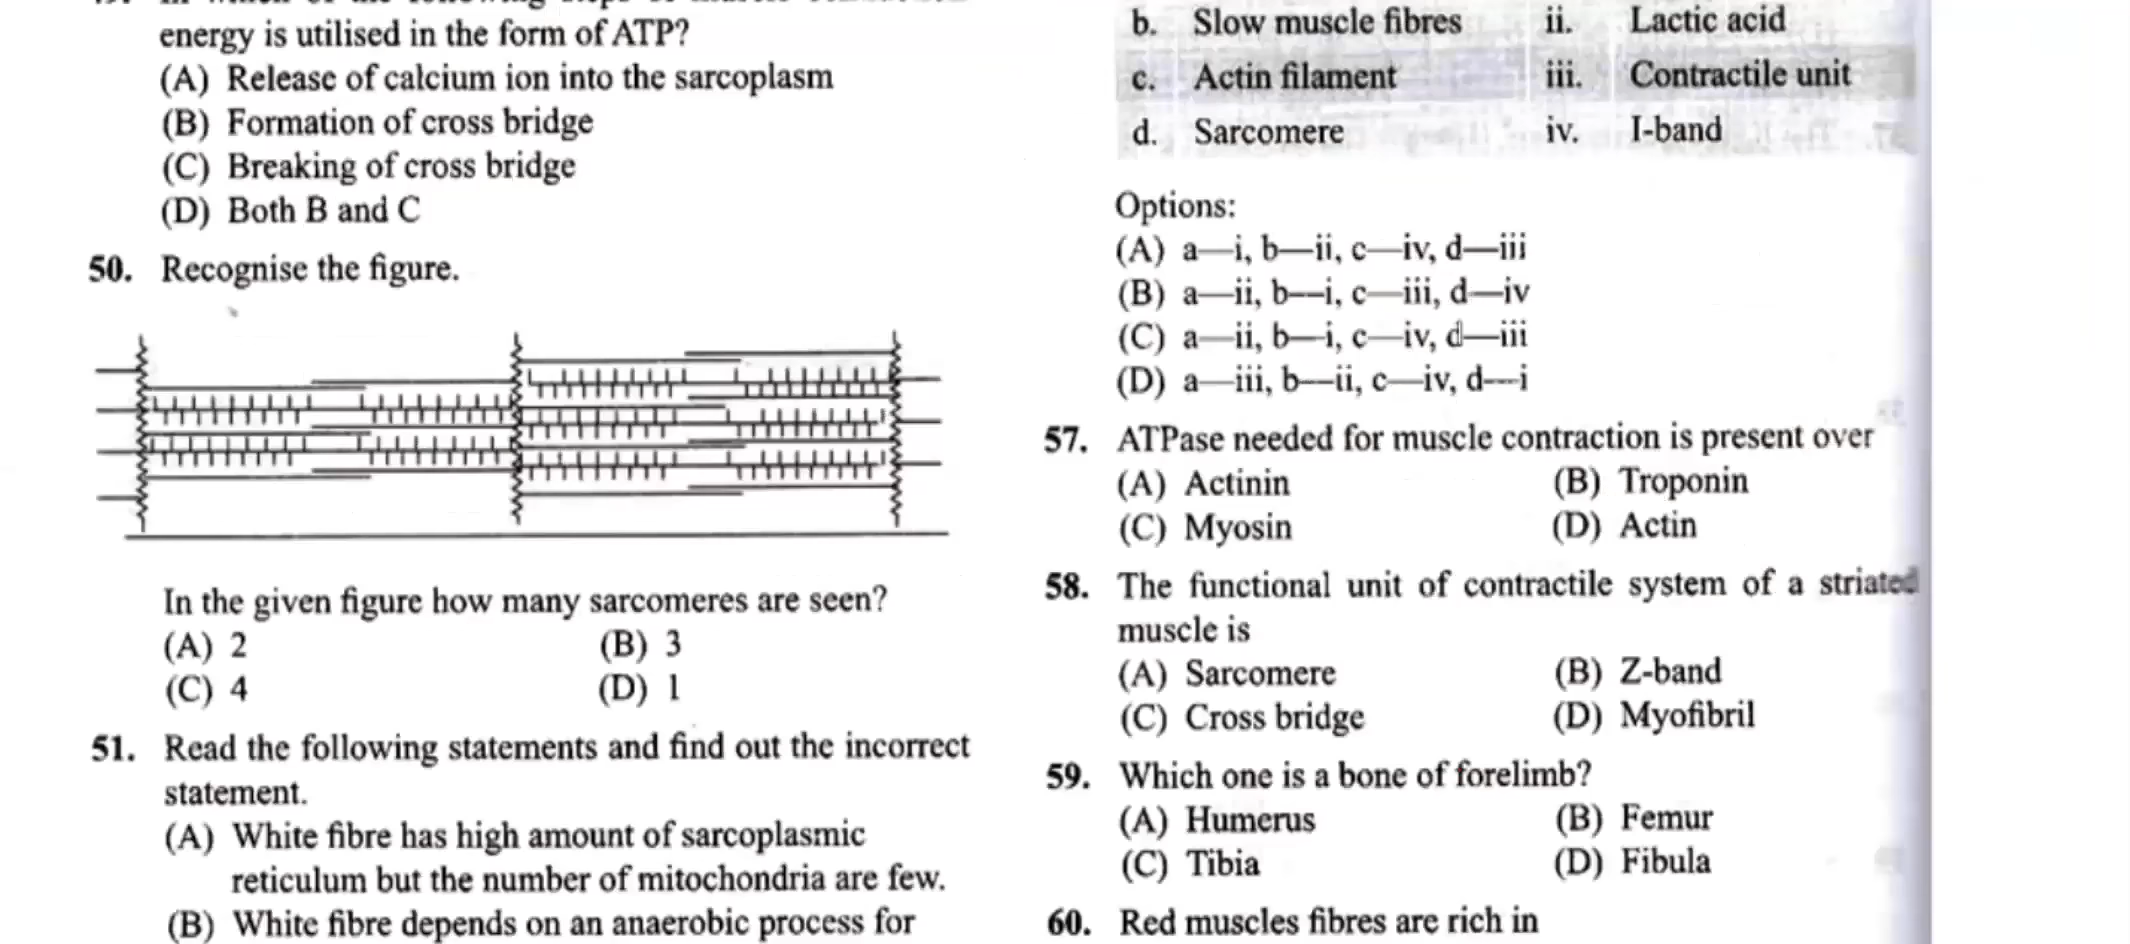 energy is utilised in the form of ATP?
(A) Release of calcium ion into the sarcoplasm
(B) Formation of cross bridge
(C) Breaking of cross bridge
(D) Both B and C
50. Recognise the figure.
In the given figure how many sarcomeres are seen?
(A) 2 (B) 3
(C) 4 (D) 1
51. Read the following statements and find out the incorrect
statement.
(A) White fibre has high amount of sarcoplasmic
reticulum but the number of mitochondria are few.
(B) White fibre depends on an anaerobic process for
b. Slow muscle fibres ii. Lactic acid
c. Actin filament iii. Contractile unit
d. Sarcomere iv. I-band
Options:
(A) a—i, b—ii, c—iv, d—iii
(B) a—ii, b—i, c—iii, d—iv
(C) a—ii, b—i, c—iv, d—iii
(D) a—iii, b—ii, c—iv, d—i
57. ATPase needed for muscle contraction is present over
(A) Actinin (B) Troponin
(C) Myosin (D) Actin
58. The functional unit of contractile system of a striated
muscle is
(A) Sarcomere (B) Z-band
(C) Cross bridge (D) Myofibril
59. Which one is a bone of forelimb?
(A) Humerus (B) Femur
(C) Tibia (D) Fibula
60. Red muscles fibres are rich in